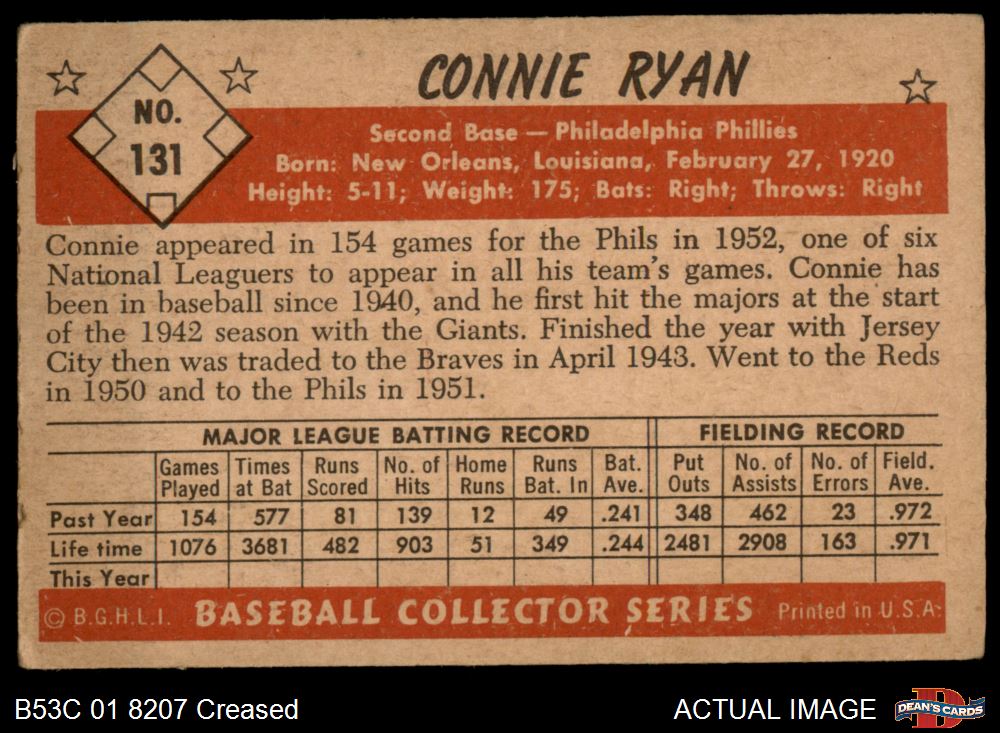 CONNIE RYAN
NO.
131
Second Base — Philadelphia Phillies
Born: New Orleans, Louisiana, February 27, 1920
Height: 5-11; Weight: 175; Bats: Right; Throws: Right
Connie appeared in 154 games for the Phils in 1952, one of six
National Leaguers to appear in all his team's games. Connie has
been in baseball since 1940, and he first hit the majors at the start
of the 1942 season with the Giants. Finished the year with Jersey
City then was traded to the Braves in April 1943. Went to the Reds
in 1950 and to the Phils in 1951.
MAJOR LEAGUE BATTING RECORD FIELDING RECORD
Games Times Runs No. of Home Runs Bat. Put No. of No. of Field.
Played at Bat Scored Hits Runs Bat. In Ave. Outs Assists Errors Ave.
Past Year 154 577 81 139 12 49 .241 348 462 23 .972
Life time 1076 3681 482 903 51 349 .244 2481 2908 163 .971
This Year
© B.G.H.L.I. BASEBALL COLLECTOR SERIES Printed in U.S.A.
B53C 01 8207 Creased ACTUAL IMAGE DEAN'S CARDS